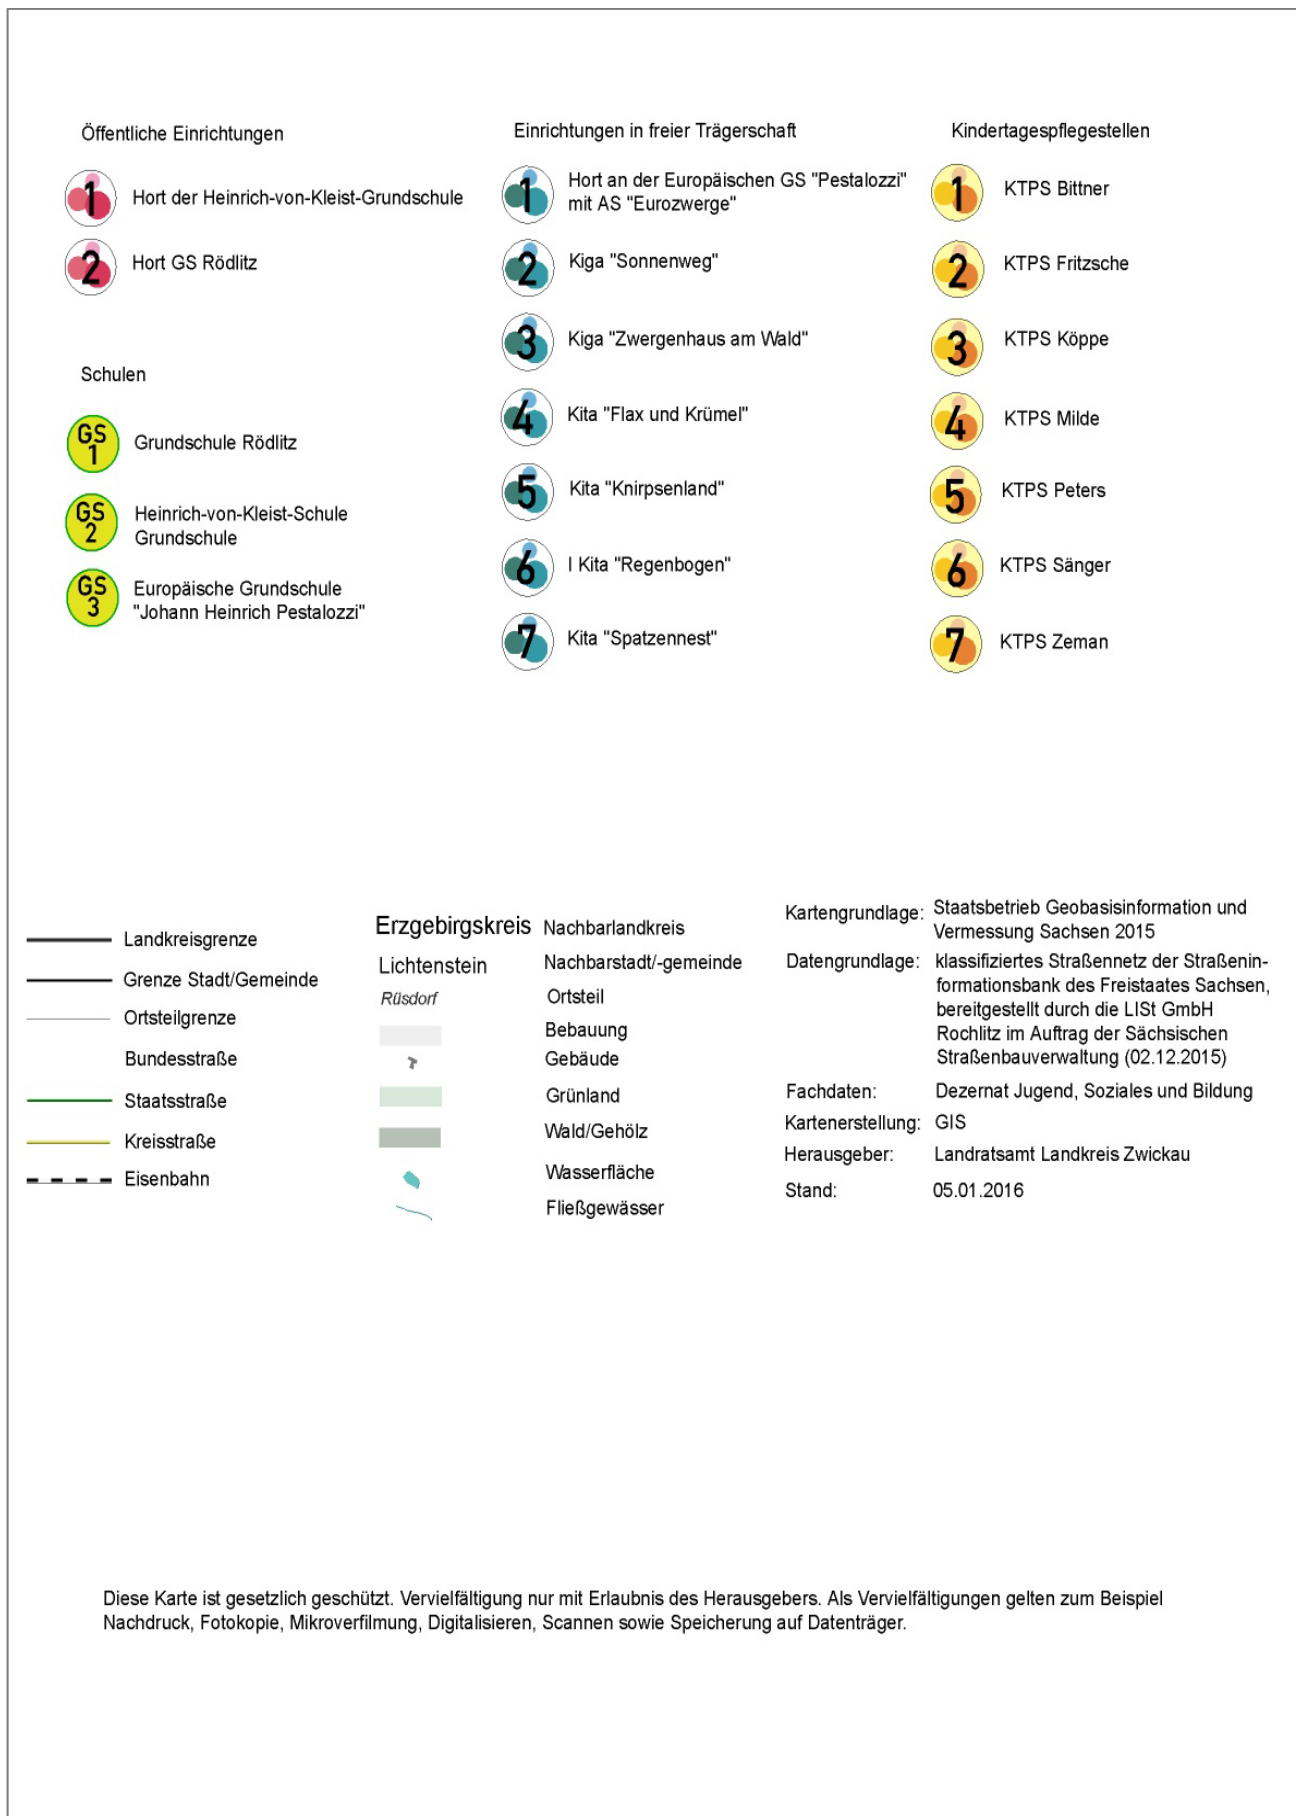 Öffentliche Einrichtungen
1 Hort der Heinrich-von-Kleist-Grundschule
2 Hort GS Rödlitz
Schulen
GS 1 Grundschule Rödlitz
GS 2 Heinrich-von-Kleist-Schule
Grundschule
GS 3 Europäische Grundschule
"Johann Heinrich Pestalozzi"
Einrichtungen in freier Trägerschaft
1 Hort an der Europäischen GS "Pestalozzi"
mit AS "Eurozwerge"
2 Kiga "Sonnenweg"
3 Kiga "Zwergenhaus am Wald"
4 Kita "Flax und Krümel"
5 Kita "Knirpsenland"
6 I Kita "Regenbogen"
7 Kita "Spatzennest"
Kindertagespflegestellen
1 KTPS Bittner
2 KTPS Fritzsche
3 KTPS Köppe
4 KTPS Milde
5 KTPS Peters
6 KTPS Sänger
7 KTPS Zeman
Landkreisgrenze
Grenze Stadt/Gemeinde
Ortsteilgrenze
Bundesstraße
Staatsstraße
Kreisstraße
Eisenbahn
Erzgebirgskreis Nachbarlandkreis
Lichtenstein Nachbarstadt/-gemeinde
Rüsdorf Ortsteil
Bebauung
Gebäude
Grünland
Wald/Gehölz
Wasserfläche
Fließgewässer
Kartengrundlage: Staatsbetrieb Geobasisinformation und
Vermessung Sachsen 2015
Datengrundlage: klassifiziertes Straßennetz der Straßenin-
formationsbank des Freistaates Sachsen,
bereitgestellt durch die LISt GmbH
Rochlitz im Auftrag der Sächsischen
Straßenbauverwaltung (02.12.2015)
Fachdaten: Dezernat Jugend, Soziales und Bildung
Kartenerstellung: GIS
Herausgeber: Landratsamt Landkreis Zwickau
Stand: 05.01.2016
Diese Karte ist gesetzlich geschützt. Vervielfältigung nur mit Erlaubnis des Herausgebers. Als Vervielfältigungen gelten zum Beispiel
Nachdruck, Fotokopie, Mikroverfilmung, Digitalisieren, Scannen sowie Speicherung auf Datenträger.